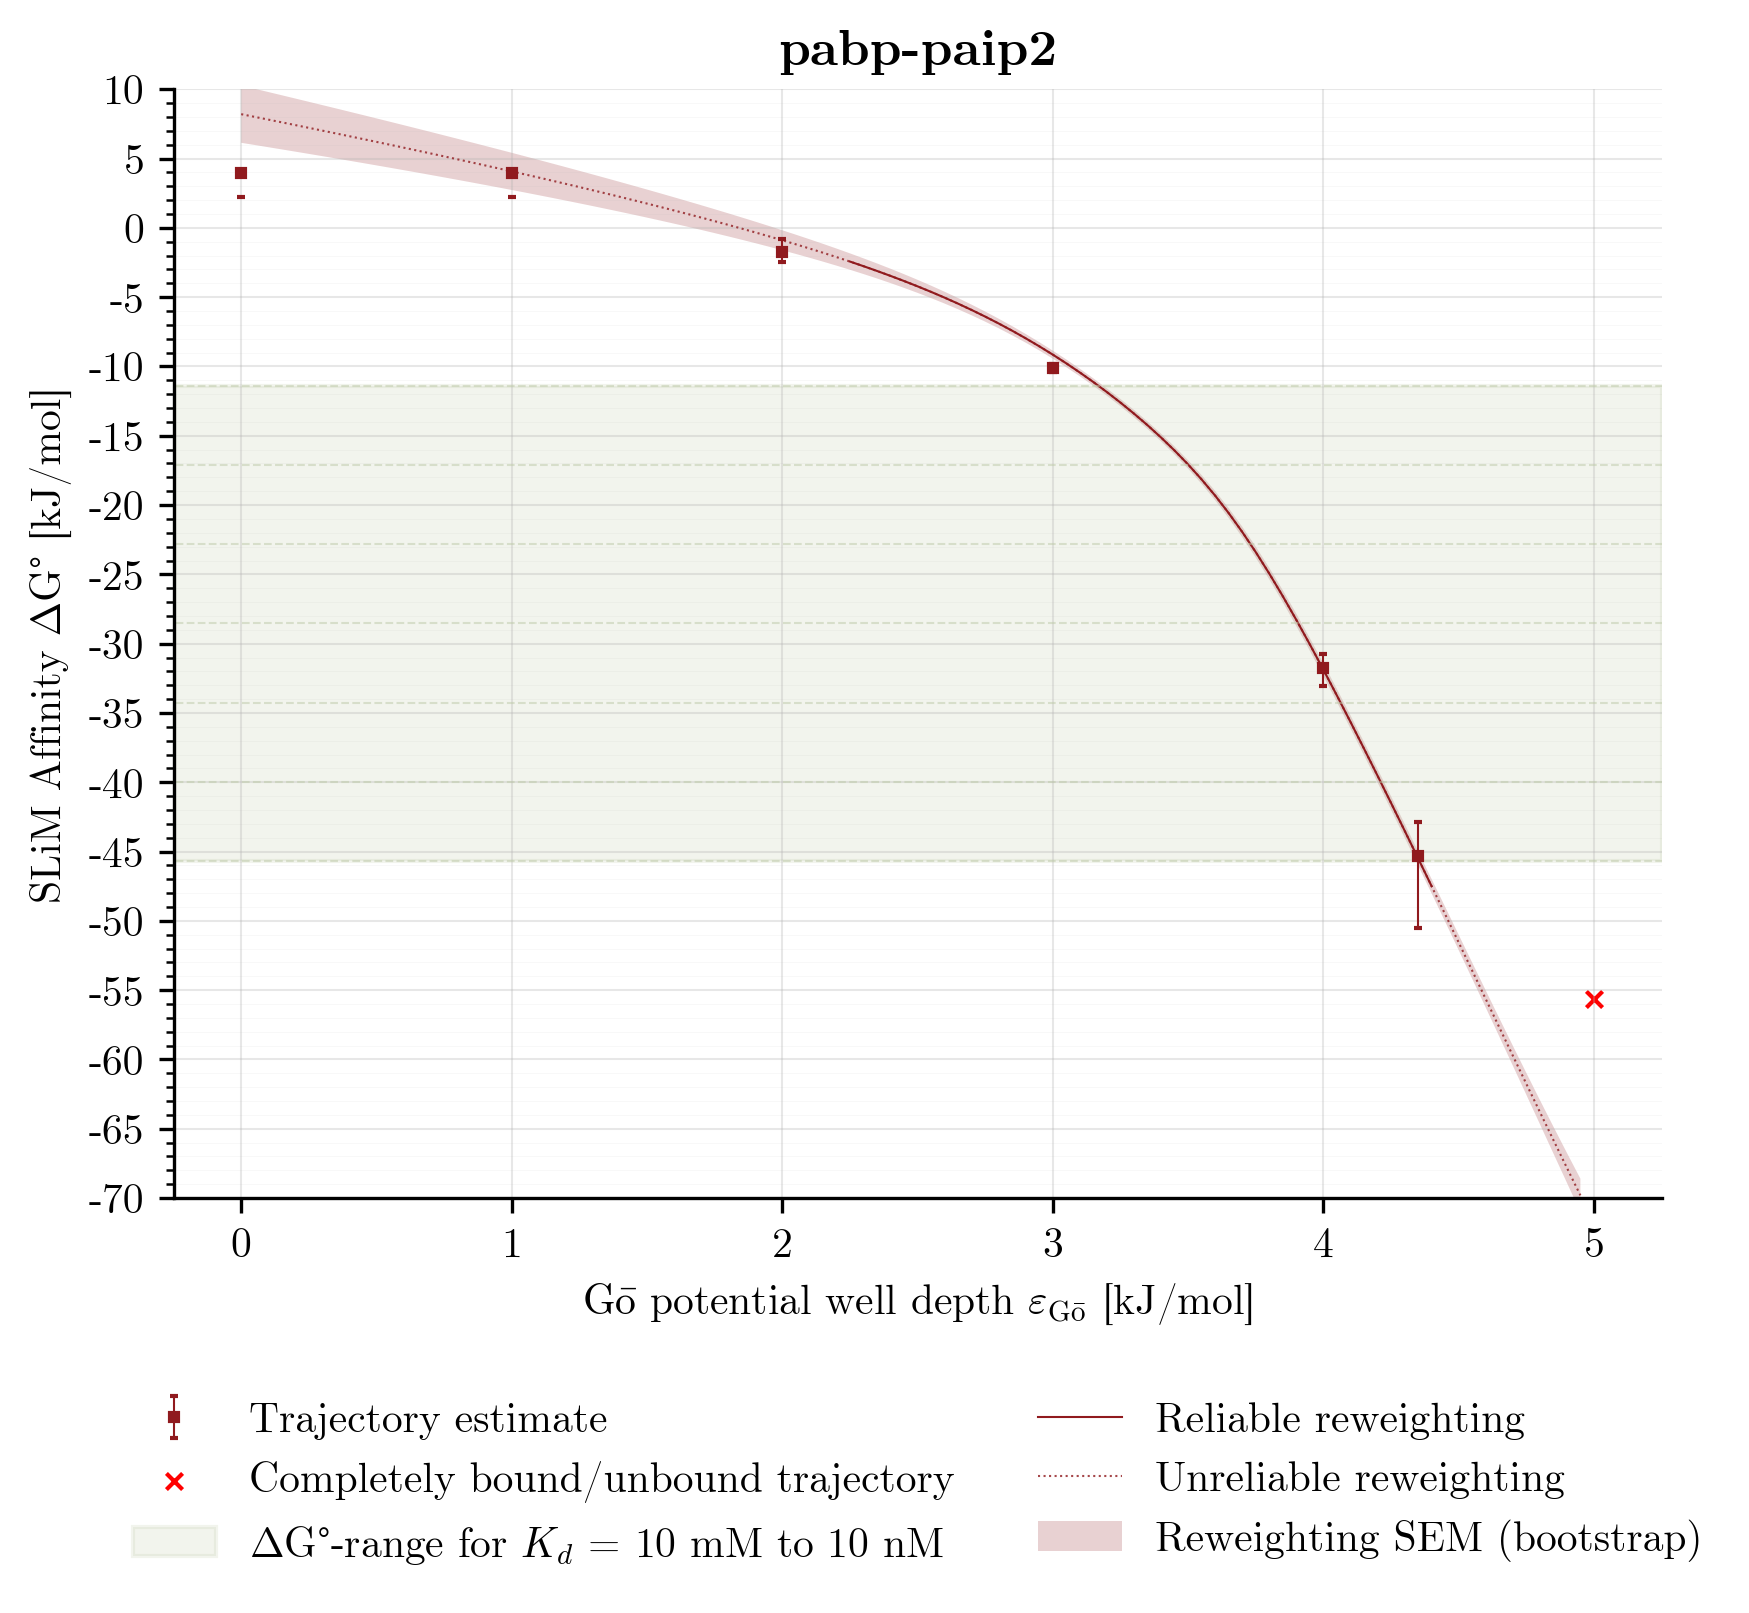 pabp-paip2
10
5
0
-5
-10
-15
-20
-25
-30
-35
-40
-45
-50
-55
-60
-65
-70
SLiM Affinity ΔG° [kJ/mol]
0 1 2 3 4 5
Gō potential well depth ε_Gō [kJ/mol]
Trajectory estimate
Completely bound/unbound trajectory
ΔG°-range for K_d = 10 mM to 10 nM
Reliable reweighting
Unreliable reweighting
Reweighting SEM (bootstrap)